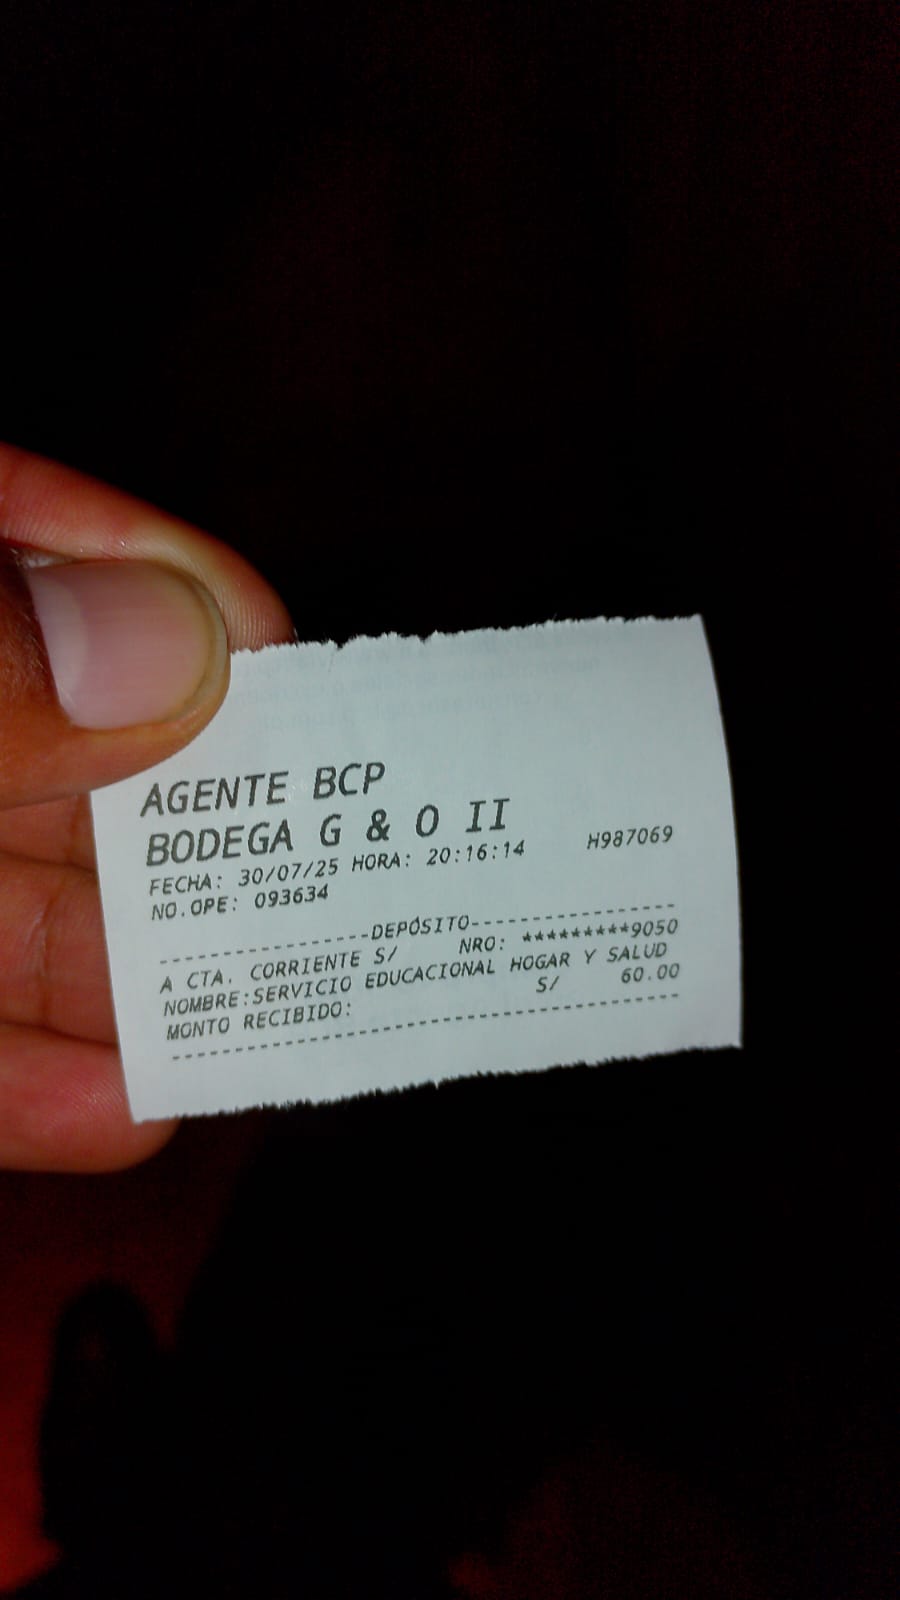 AGENTE BCP
BODEGA G & O II
FECHA: 30/07/25 HORA: 20:16:14 H987069
NO.OPE: 093634
-----------------DEPÓSITO-----------------
A CTA. CORRIENTE S/ NRO: *********9050
NOMBRE:SERVICIO EDUCACIONAL HOGAR Y SALUD
MONTO RECIBIDO: S/ 60.00
------------------------------------------